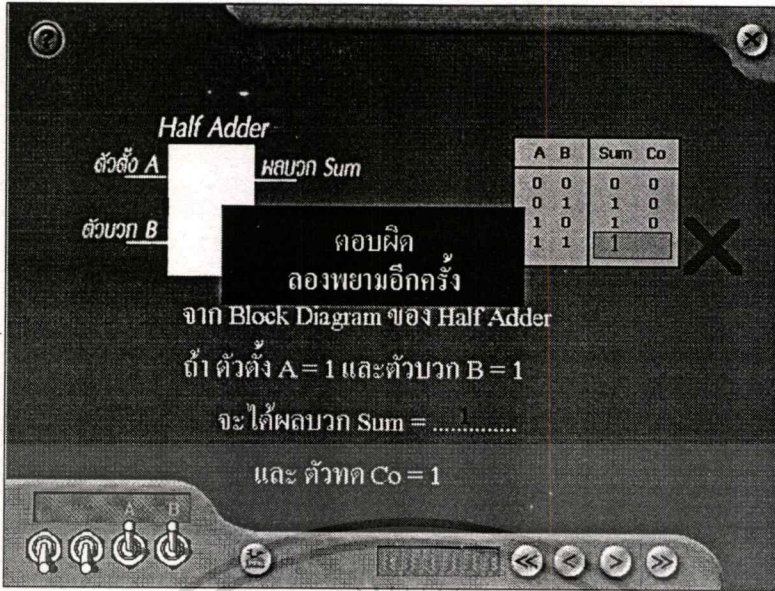 Half Adder
ตัวตั้ง A
ผลบวก Sum
ตัวบวก B
A B Sum Co
0 0 0 0
0 1 1 0
1 0 1 0
1 1 1
ตอบผิด
ลองพยามอีกครั้ง
จาก Block Diagram ของ Half Adder
ถ้า ตัวตั้ง A = 1 และตัวบวก B = 1
จะได้ผลบวก Sum = ......1......
และ ตัวทด Co = 1
A B